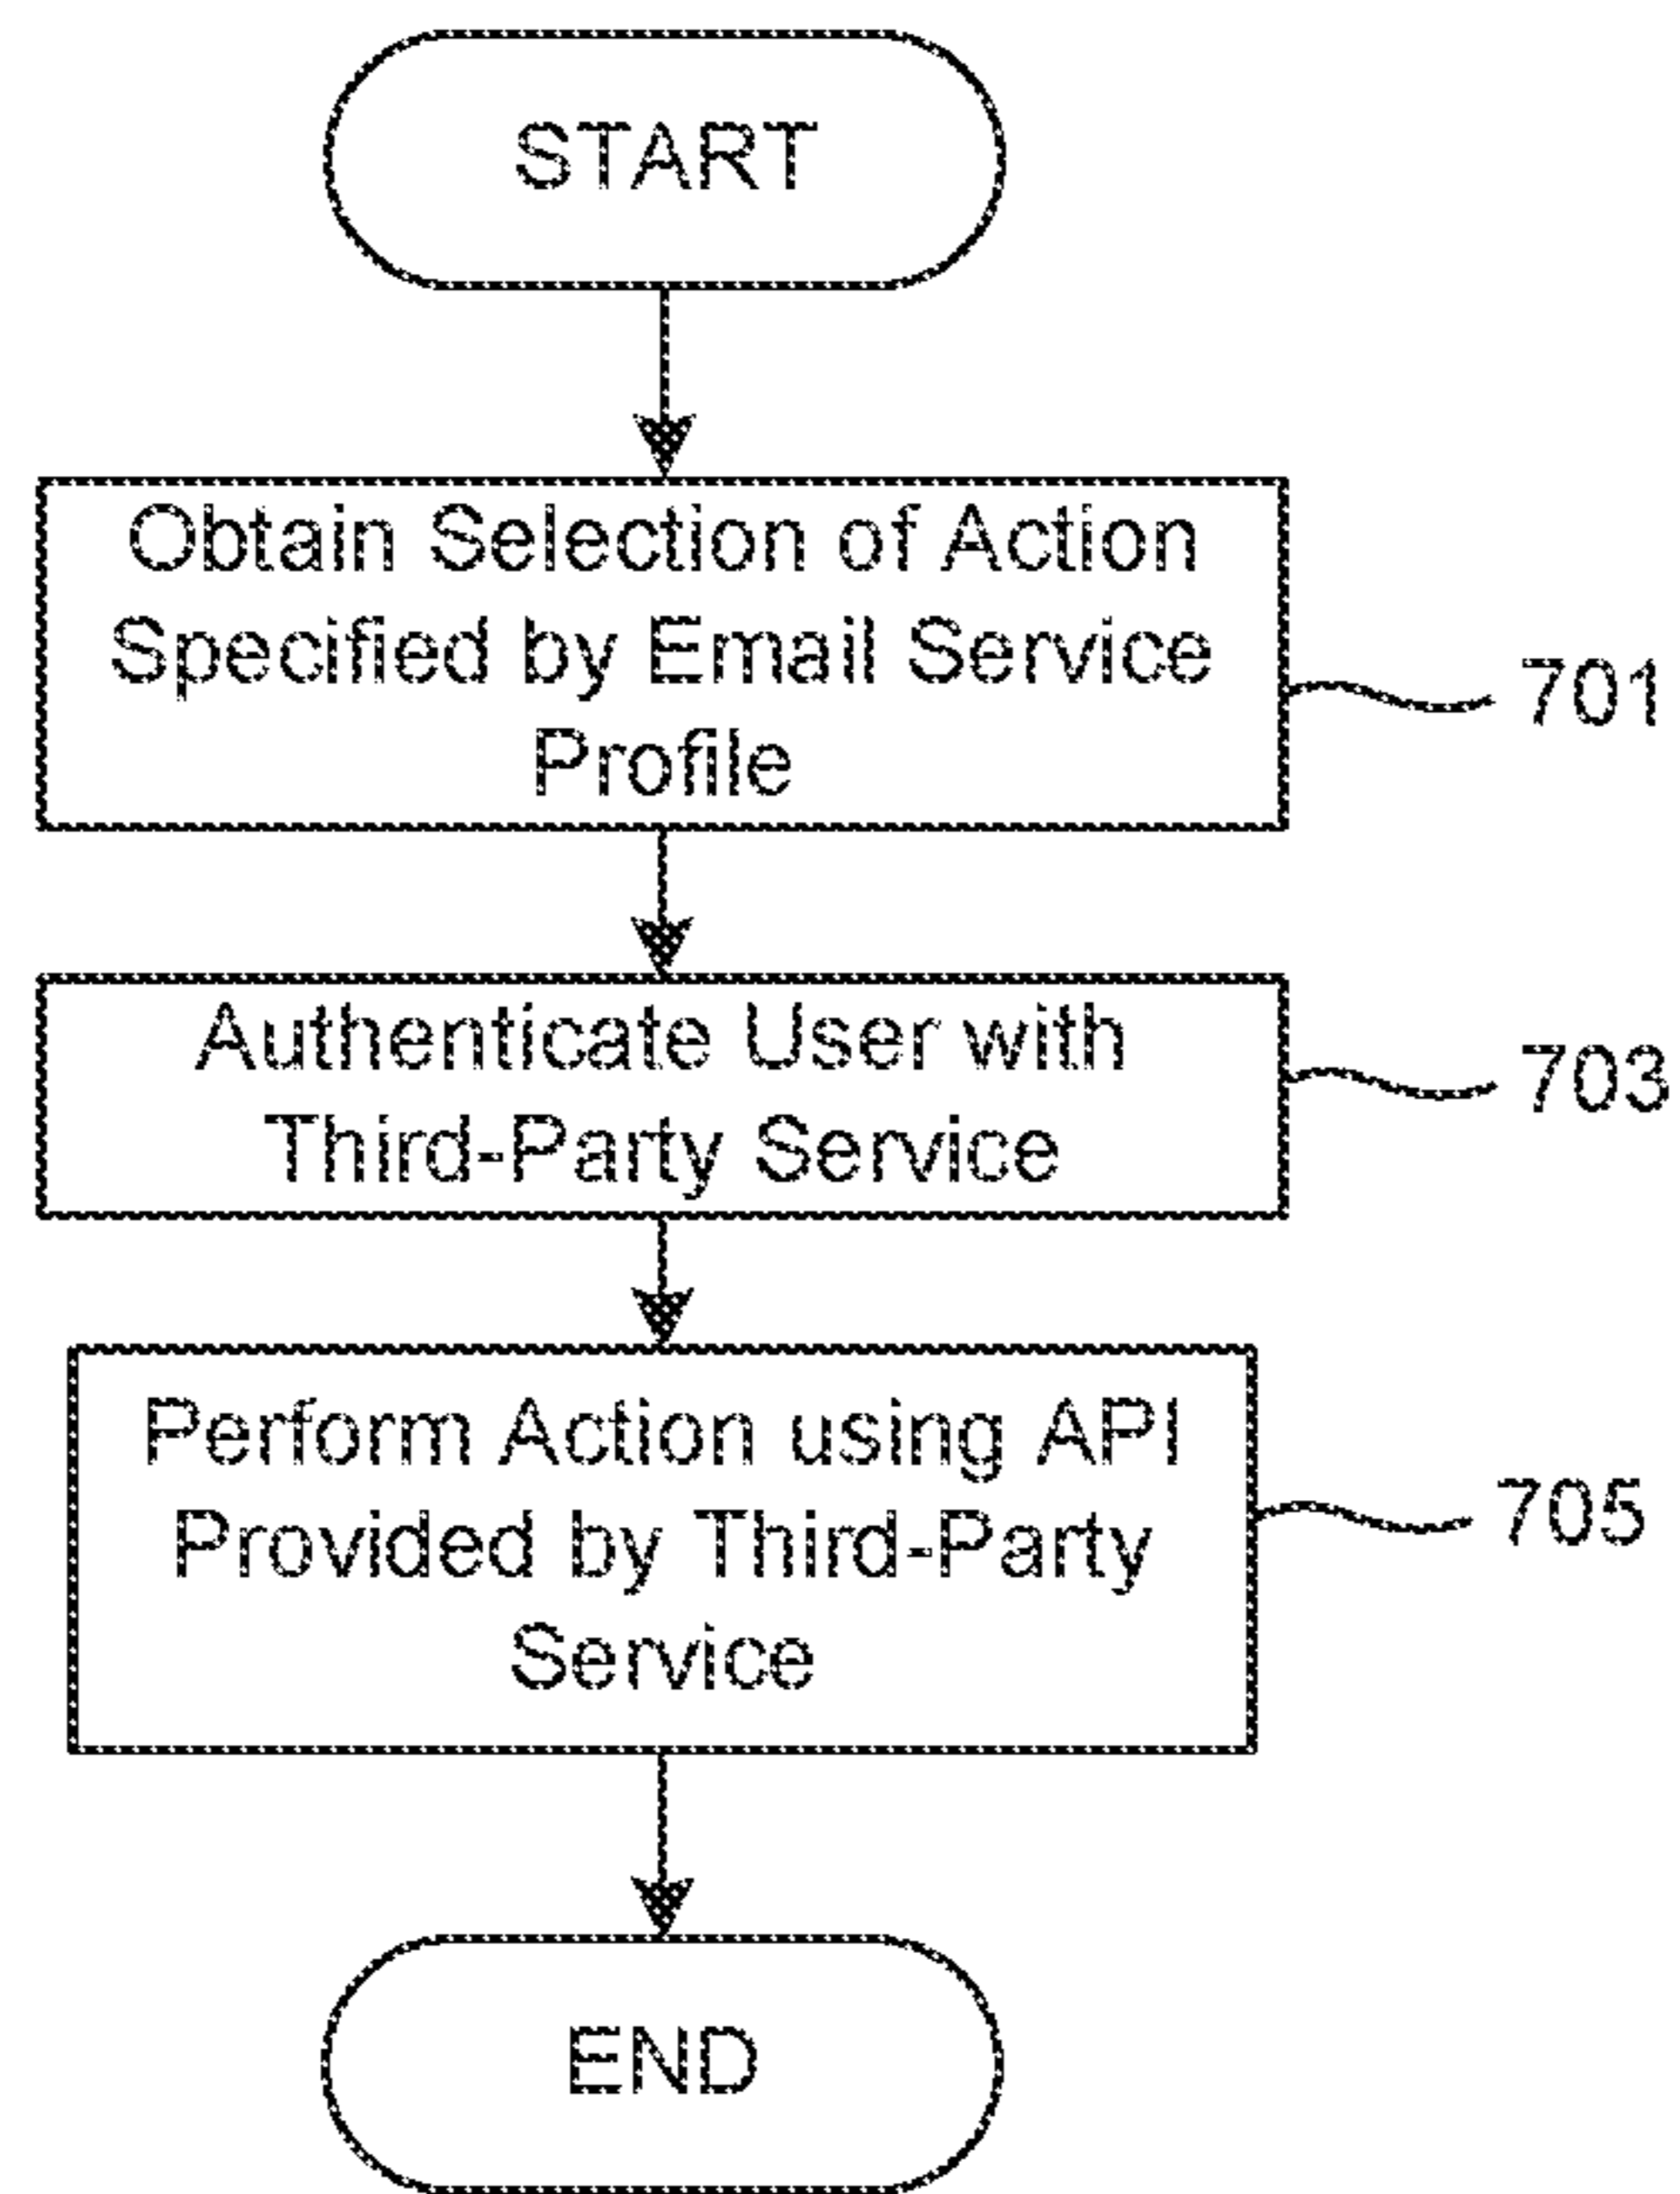 START
Obtain Selection of Action
Specified by Email Service
Profile
701
Authenticate User with
Third-Party Service
703
Perform Action using API
Provided by Third-Party
Service
705
END